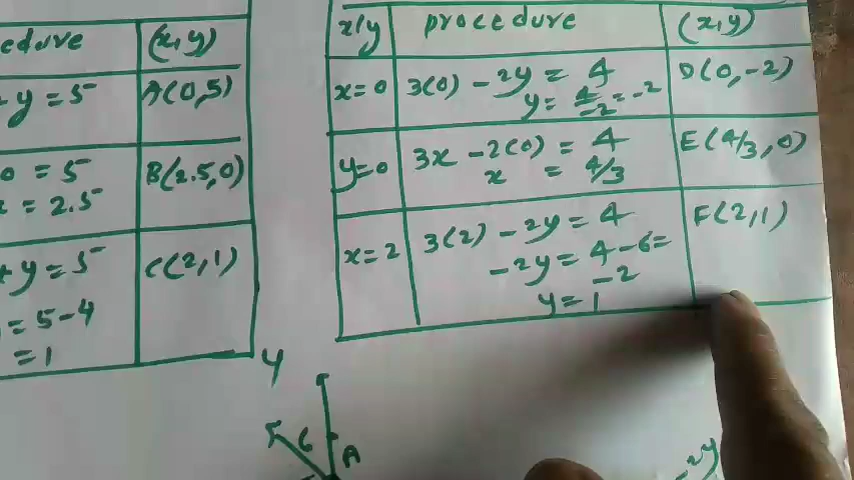 edure (x,y)
+y = 5 A(0,5)
0 = 5 B(2.5,0)
= 2.5
+y = 5 C(2,1)
= 5-4
= 1
x/y procedure (x,y)
x=0 3(0) - 2y = 4 D(0,-2)
y = 4/-2 = -2
y=0 3x - 2(0) = 4 E(4/3,0)
x = 4/3
x=2 3(2) - 2y = 4 F(2,1)
-2y = 4-6=
-2
y = 1
y
A
-2y